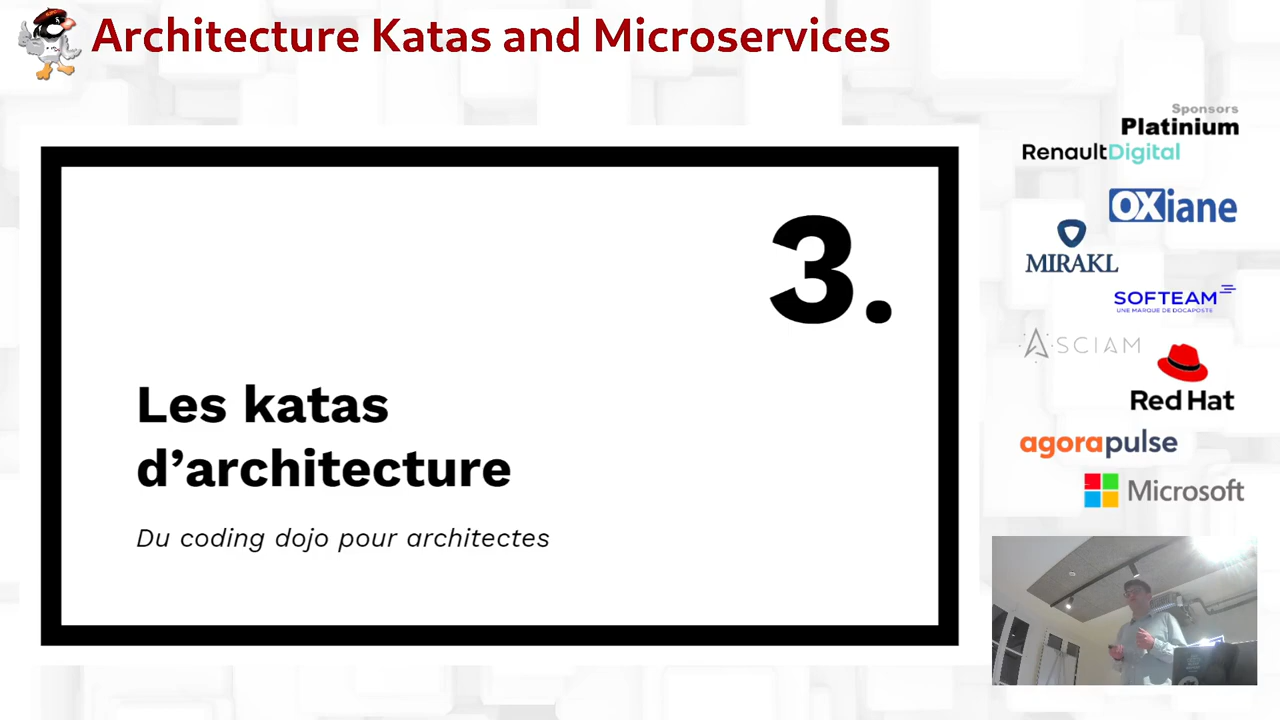 Architecture Katas and Microservices
3.
Les katas
d’architecture
Du coding dojo pour architectes
Sponsors
Platinium
RenaultDigital
OXiane
MIRAKL
SOFTEAM
UNE MARQUE DE DOCAPOSTE
ASCIAM
Red Hat
agorapulse
Microsoft